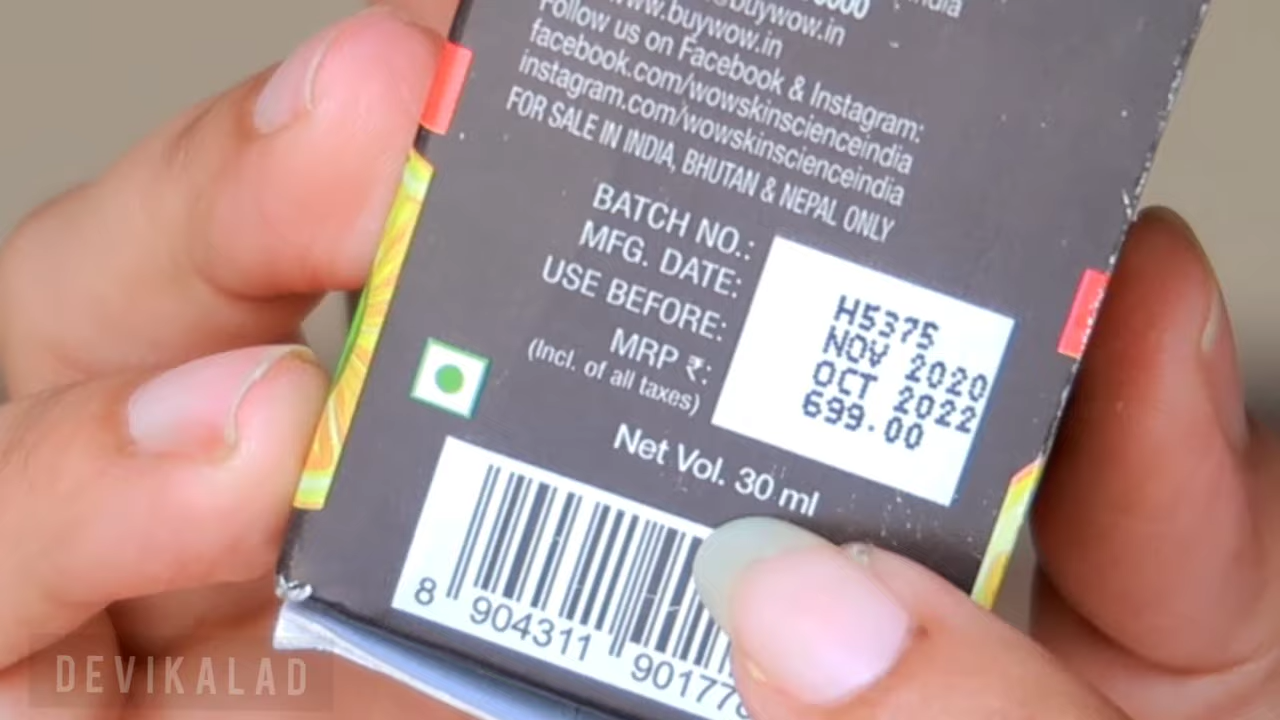 @buywow.in
www.buywow.in
Follow us on Facebook & Instagram:
facebook.com/wowskinscienceindia
instagram.com/wowskinscienceindia
FOR SALE IN INDIA, BHUTAN & NEPAL ONLY
BATCH NO.: H5375
MFG. DATE: NOV 2020
USE BEFORE: OCT 2022
MRP ₹: 699.00
(Incl. of all taxes)
Net Vol. 30 ml
8 904311 90177
DEVIKALAD